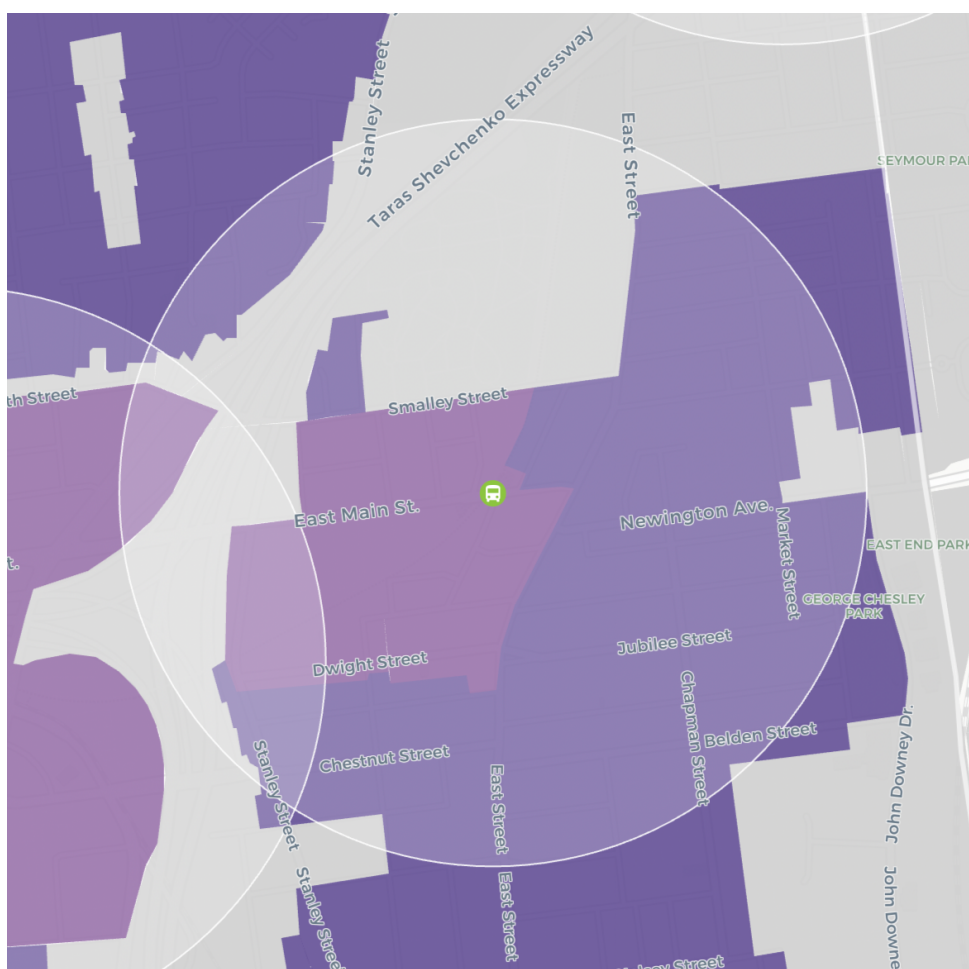 Stanley Street
Taras Shevchenko Expressway
East Street
SEYMOUR
th Street
Smalley Street
East Main St.
Newington Ave.
Market Street
EAST END PARK
t.
GEORGE CHESLEY
PARK
Jubilee Street
Dwight Street
Chapman Street
Belden Street
Chestnut Street
Stanley Street
East Street
John Downey Dr.
Stanley Street
East Street
John Downe
Street